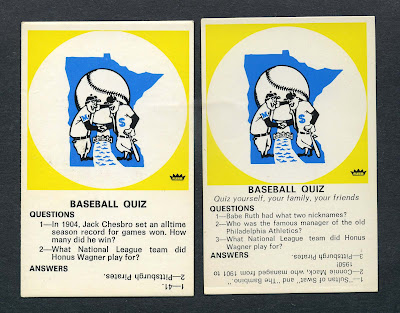 M
S
BASEBALL QUIZ
QUESTIONS
1—In 1904, Jack Chesbro set an alltime
season record for games won. How
many did he win?
2—What National League team did
Honus Wagner play for?
ANSWERS
1—41.
2—Pittsburgh Pirates.
S
BASEBALL QUIZ
Quiz yourself, your family, your friends
QUESTIONS
1—Babe Ruth had what two nicknames?
2—Who was the famous manager of the old
Philadelphia Athletics?
3—What National League team did Honus
Wagner play for?
ANSWERS
1—"Sultan of Swat" and "The Bambino."
2—Connie Mack, who managed from 1901 to
1950!
3—Pittsburgh Pirates.